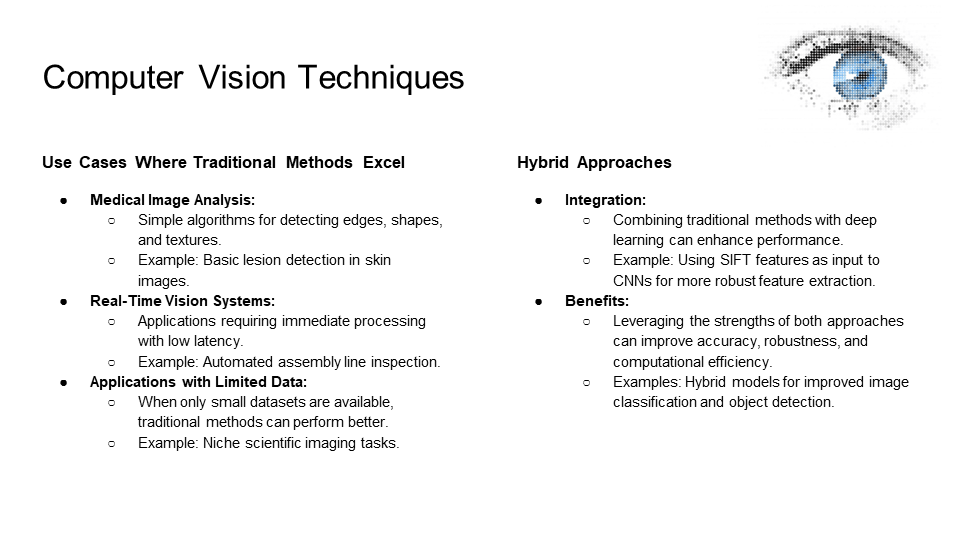 Computer Vision Techniques
Use Cases Where Traditional Methods Excel
● Medical Image Analysis:
○ Simple algorithms for detecting edges, shapes,
and textures.
○ Example: Basic lesion detection in skin
images.
● Real-Time Vision Systems:
○ Applications requiring immediate processing
with low latency.
○ Example: Automated assembly line inspection.
● Applications with Limited Data:
○ When only small datasets are available,
traditional methods can perform better.
○ Example: Niche scientific imaging tasks.
Hybrid Approaches
● Integration:
○ Combining traditional methods with deep
learning can enhance performance.
○ Example: Using SIFT features as input to
CNNs for more robust feature extraction.
● Benefits:
○ Leveraging the strengths of both approaches
can improve accuracy, robustness, and
computational efficiency.
○ Examples: Hybrid models for improved image
classification and object detection.